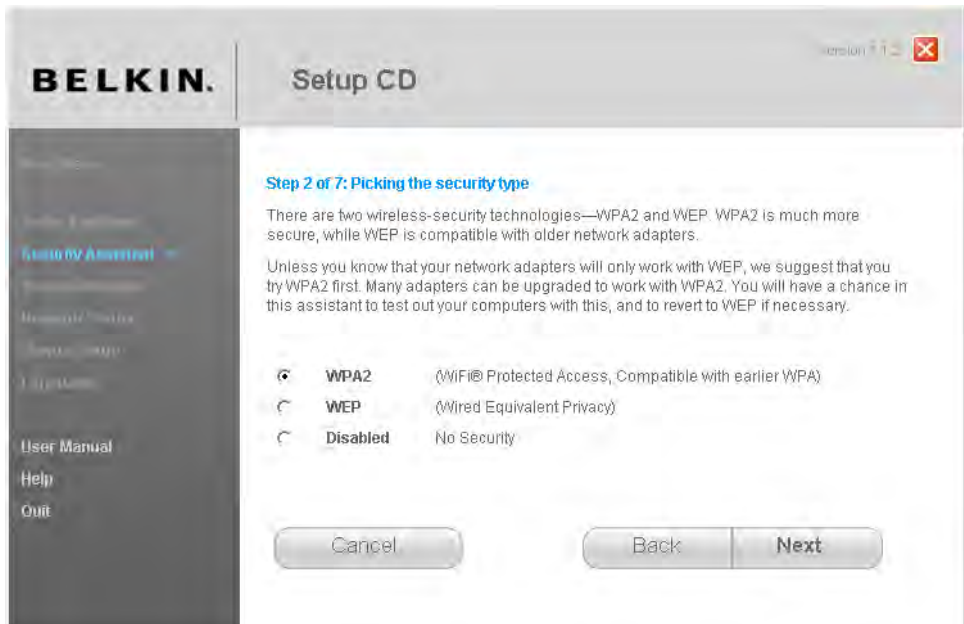 BELKIN.
Setup CD
Security Assistant
User Manual
Help
Quit
Step 2 of 7: Picking the security type
There are two wireless-security technologies—WPA2 and WEP. WPA2 is much more
secure, while WEP is compatible with older network adapters.
Unless you know that your network adapters will only work with WEP, we suggest that you
try WPA2 first. Many adapters can be upgraded to work with WPA2. You will have a chance in
this assistant to test out your computers with this, and to revert to WEP if necessary.
WPA2 (WiFi® Protected Access, Compatible with earlier WPA)
WEP (Wired Equivalent Privacy)
Disabled No Security
Cancel Back Next